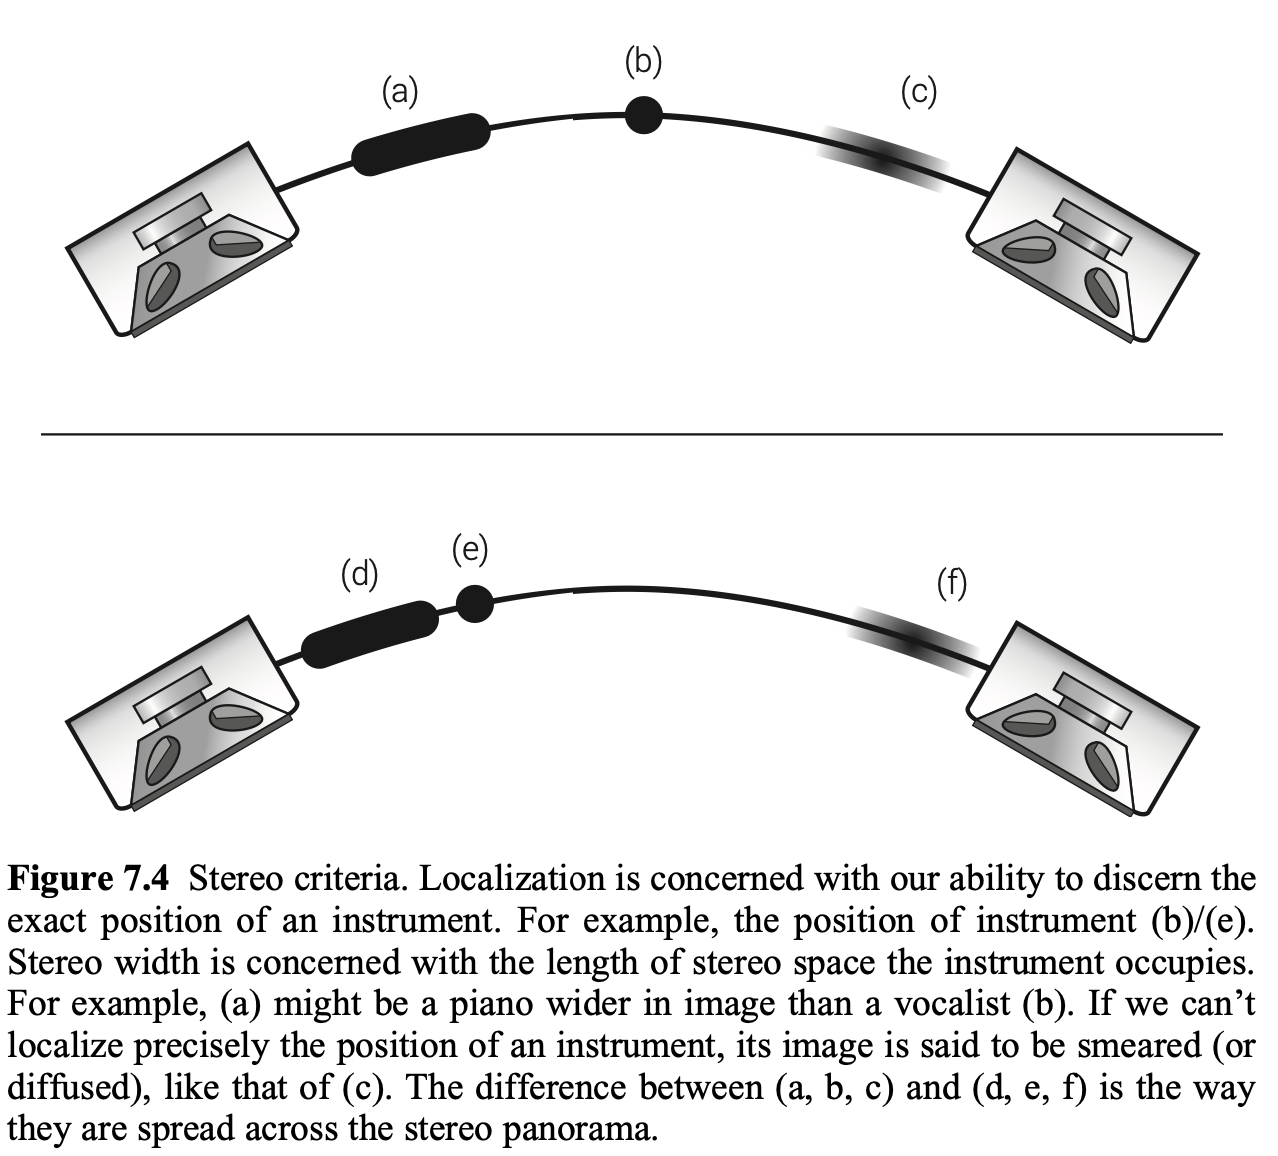 (a)
(b)
(c)
(d)
(e)
(f)
Figure 7.4 Stereo criteria. Localization is concerned with our ability to discern the
exact position of an instrument. For example, the position of instrument (b)/(e).
Stereo width is concerned with the length of stereo space the instrument occupies.
For example, (a) might be a piano wider in image than a vocalist (b). If we can’t
localize precisely the position of an instrument, its image is said to be smeared (or
diffused), like that of (c). The difference between (a, b, c) and (d, e, f) is the way
they are spread across the stereo panorama.